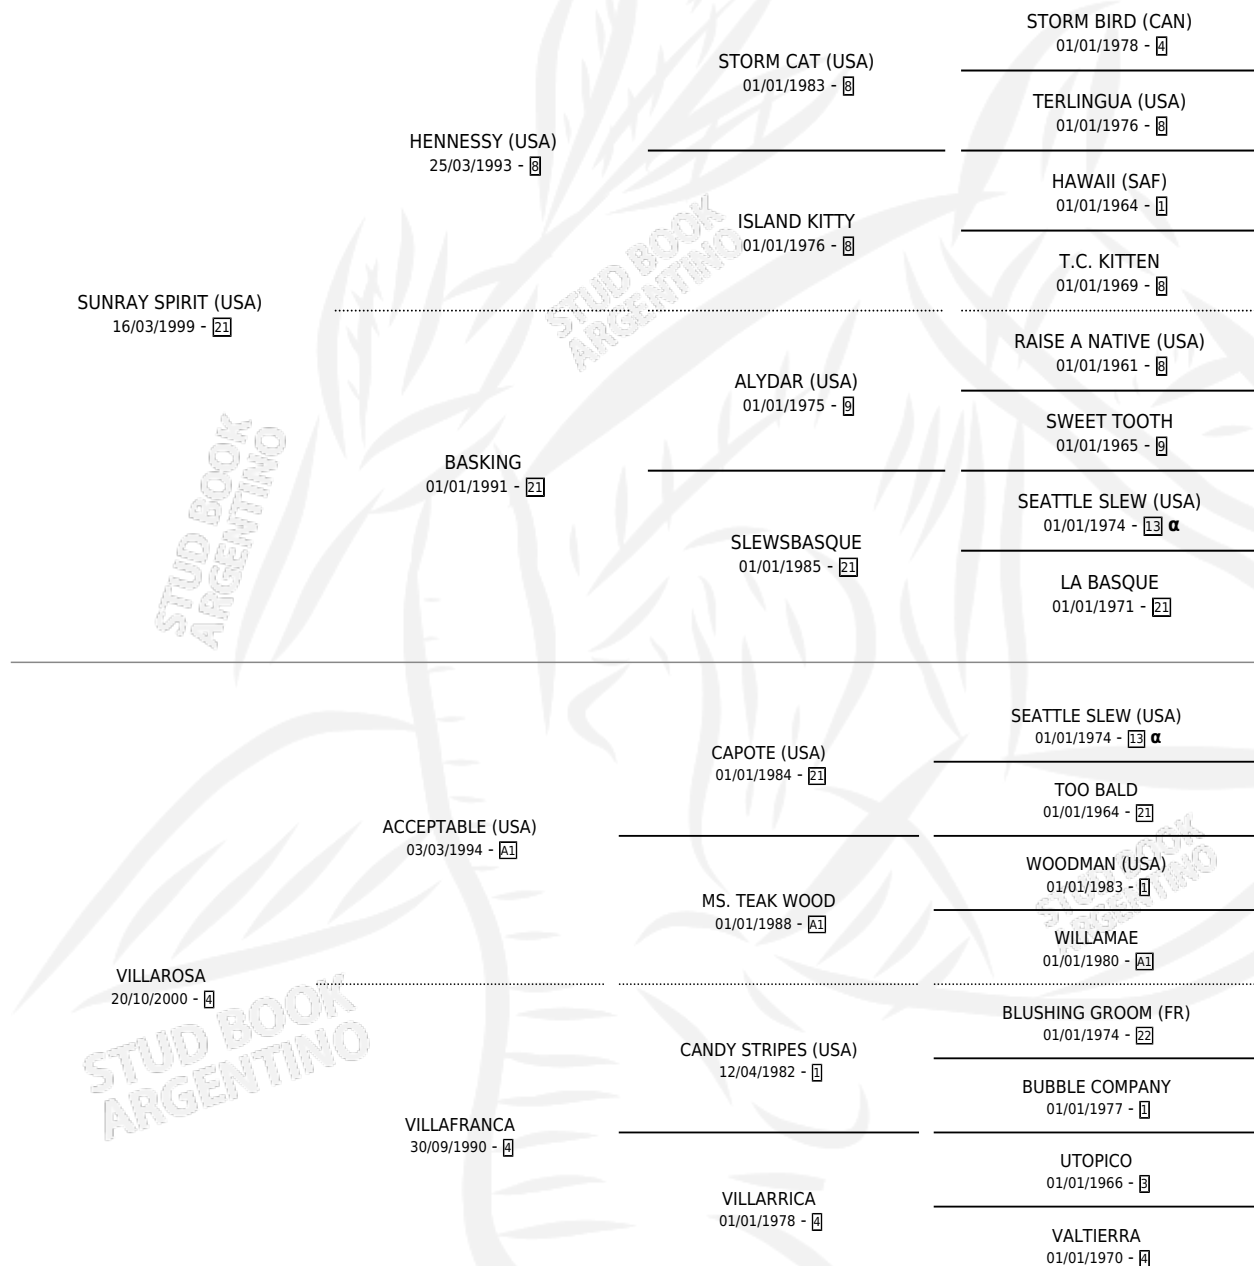 STORM BIRD (CAN)
01/01/1978 - 4
STORM CAT (USA)
01/01/1983 - 8
TERLINGUA (USA)
01/01/1976 - 8
HENNESSY (USA)
25/03/1993 - 8
HAWAII (SAF)
01/01/1964 - 1
ISLAND KITTY
01/01/1976 - 8
T.C. KITTEN
01/01/1969 - 8
SUNRAY SPIRIT (USA)
16/03/1999 - 21
RAISE A NATIVE (USA)
01/01/1961 - 8
ALYDAR (USA)
01/01/1975 - 9
SWEET TOOTH
01/01/1965 - 9
BASKING
01/01/1991 - 21
SEATTLE SLEW (USA)
01/01/1974 - 13 α
SLEWSBASQUE
01/01/1985 - 21
LA BASQUE
01/01/1971 - 21
SEATTLE SLEW (USA)
01/01/1974 - 13 α
CAPOTE (USA)
01/01/1984 - 21
TOO BALD
01/01/1964 - 21
ACCEPTABLE (USA)
03/03/1994 - A1
WOODMAN (USA)
01/01/1983 - 1
MS. TEAK WOOD
01/01/1988 - A1
WILLAMAE
01/01/1980 - A1
VILLAROSA
20/10/2000 - 4
BLUSHING GROOM (FR)
01/01/1974 - 22
CANDY STRIPES (USA)
12/04/1982 - 1
BUBBLE COMPANY
01/01/1977 - 1
VILLAFRANCA
30/09/1990 - 4
UTOPICO
01/01/1966 - 3
VILLARRICA
01/01/1978 - 4
VALTIERRA
01/01/1970 - 4
STUD BOOK
ARGENTINO
STUD BOOK
ARGENTINO
STUD BOOK
ARGENTINO
STUD BOOK
ARGENTINO